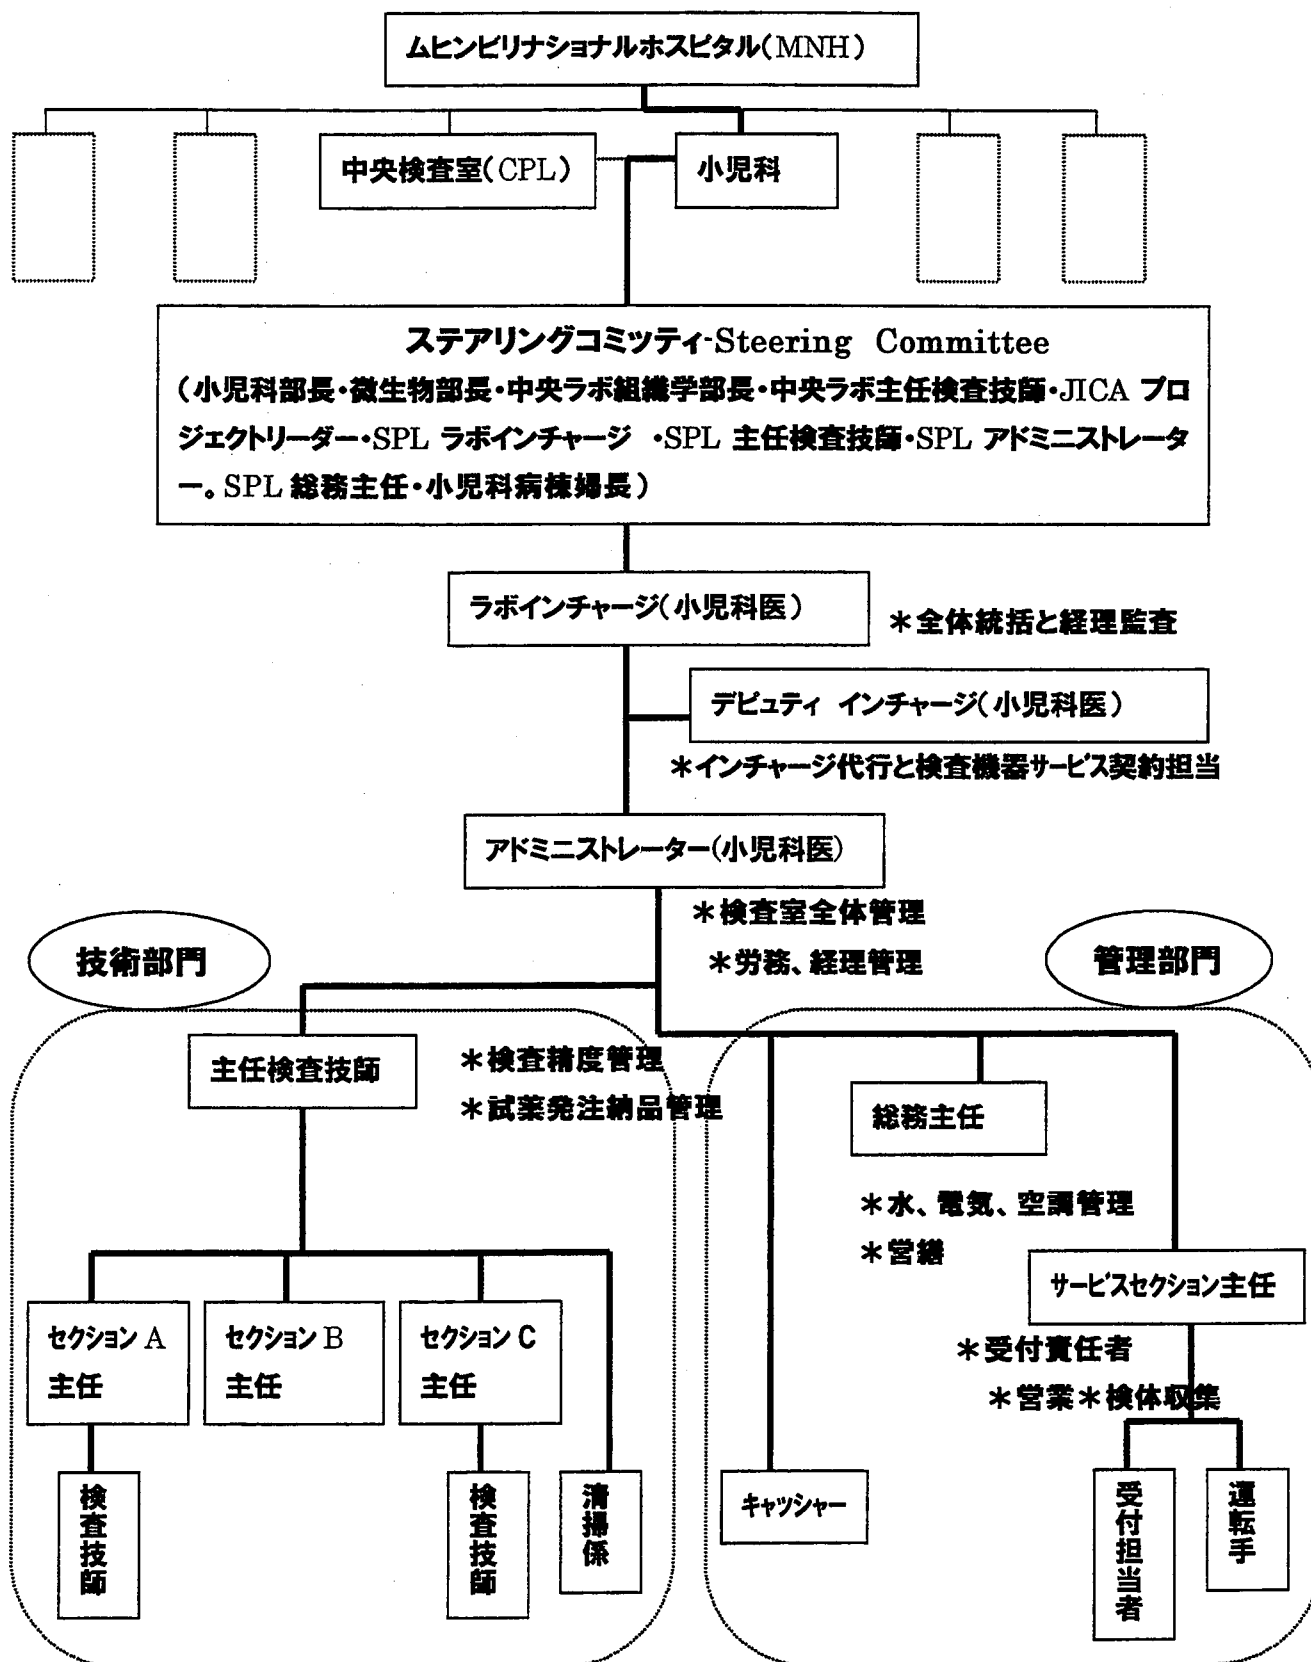 ムヒンビリナショナルホスピタル(MNH)
中央検査室(CPL)
小児科
ステアリングコミッティ-Steering Committee
(小児科部長・微生物部長・中央ラボ組織学部長・中央ラボ主任検査技師・JICA プロ
ジェクトリーダー・SPL ラボインチャージ ・SPL 主任検査技師・SPL アドミニストレータ
ー。SPL 総務主任・小児科病棟婦長)
ラボインチャージ(小児科医)
＊全体統括と経理監査
デピュティ インチャージ(小児科医)
＊インチャージ代行と検査機器サービス契約担当
アドミニストレーター(小児科医)
＊検査室全体管理
＊労務、経理管理
技術部門
管理部門
主任検査技師
＊検査精度管理
＊試薬発注納品管理
総務主任
＊水、電気、空調管理
＊営繕
サービスセクション主任
＊受付責任者
＊営業＊検体収集
セクション A
主任
セクション B
主任
セクション C
主任
検査技師
検査技師
清掃係
キャッシャー
受付担当者
運転手